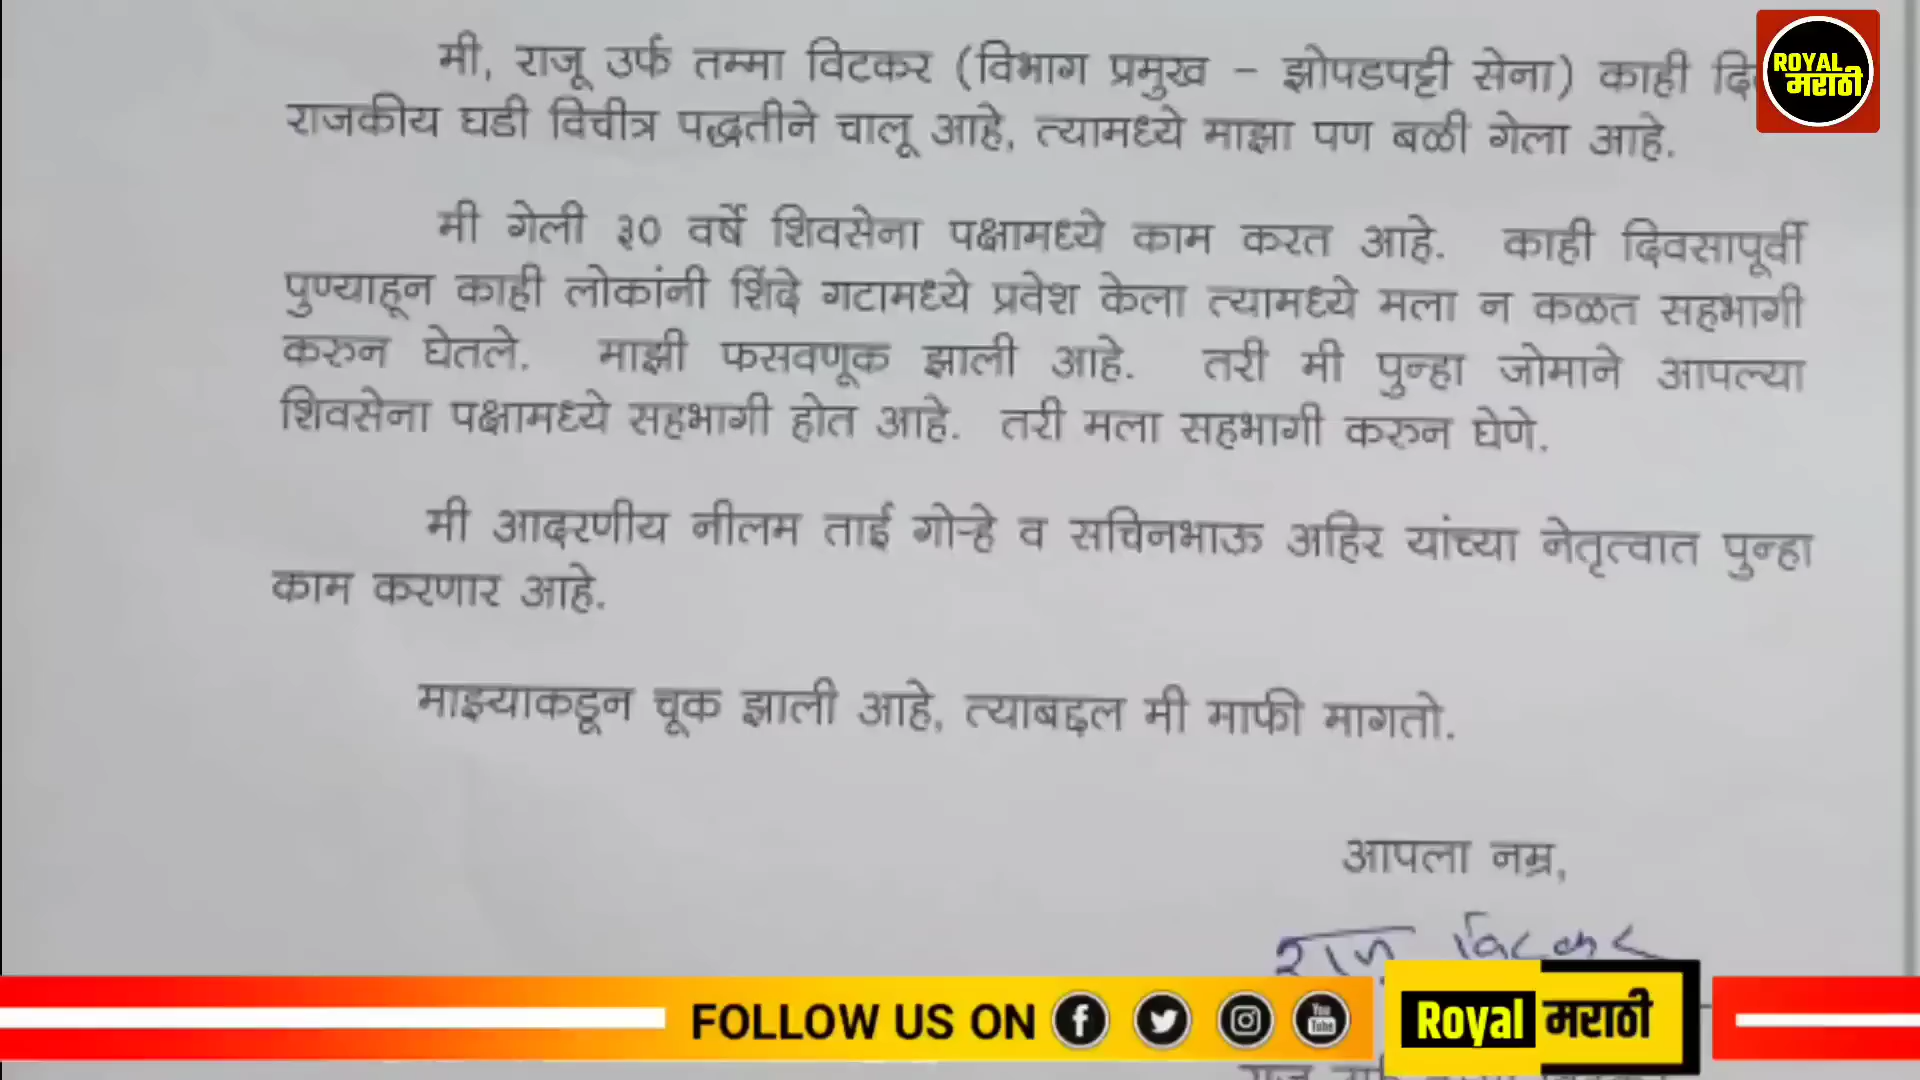 मी, राजू उर्फ तम्मा विटकर (विभाग प्रमुख – झोपडपट्टी सेना) काही
राजकीय घडी विचीत्र पद्धतीने चालू आहे, त्यामध्ये माझा पण बळी गेला आहे.
मी गेली ३० वर्षे शिवसेना पक्षामध्ये काम करत आहे. काही दिवसापूर्वी
पुण्याहून काही लोकांनी शिंदे गटामध्ये प्रवेश केला त्यामध्ये मला न कळत सहभागी
करुन घेतले. माझी फसवणूक झाली आहे. तरी मी पुन्हा जोमाने आपल्या
शिवसेना पक्षामध्ये सहभागी होत आहे. तरी मला सहभागी करुन घेणे.
मी आदरणीय नीलम ताई गोऱ्हे व सचिनभाऊ अहिर यांच्या नेतृत्वात पुन्हा
काम करणार आहे.
माझ्याकडून चूक झाली आहे, त्याबद्दल मी माफी मागतो.
आपला नम्र,
राजु विटकर
ROYAL
मराठी
FOLLOW US ON
You
Tube
Royal मराठी